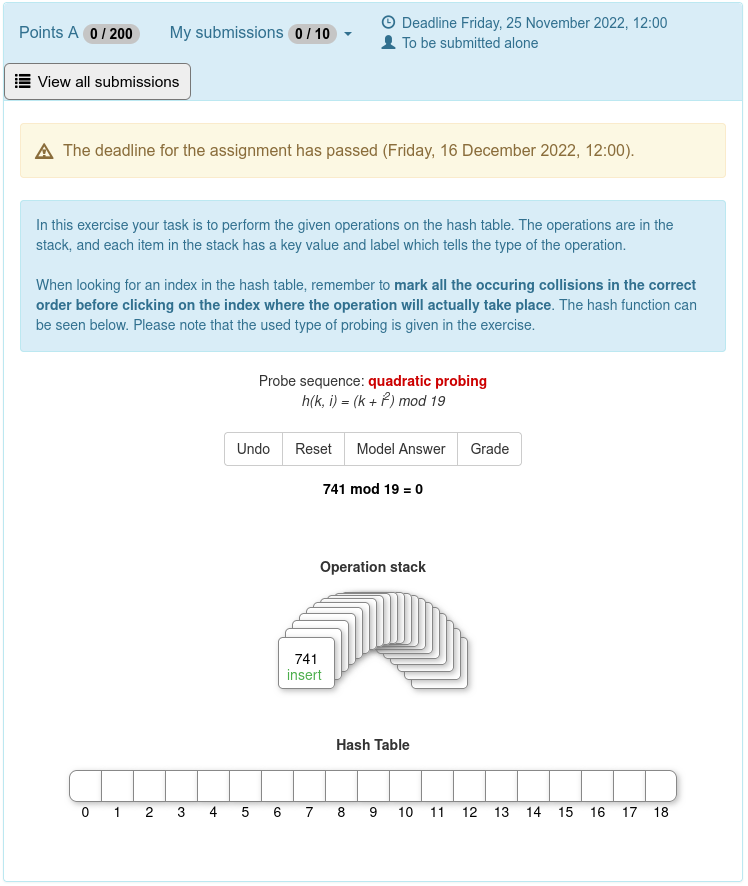 Points A 0 / 200 My submissions 0 / 10
Deadline Friday, 25 November 2022, 12:00
To be submitted alone
View all submissions
The deadline for the assignment has passed (Friday, 16 December 2022, 12:00).
In this exercise your task is to perform the given operations on the hash table. The operations are in the
stack, and each item in the stack has a key value and label which tells the type of the operation.
When looking for an index in the hash table, remember to mark all the occuring collisions in the correct
order before clicking on the index where the operation will actually take place. The hash function can
be seen below. Please note that the used type of probing is given in the exercise.
Probe sequence: quadratic probing
h(k, i) = (k + i²) mod 19
Undo Reset Model Answer Grade
741 mod 19 = 0
Operation stack
741
insert
Hash Table
0 1 2 3 4 5 6 7 8 9 10 11 12 13 14 15 16 17 18